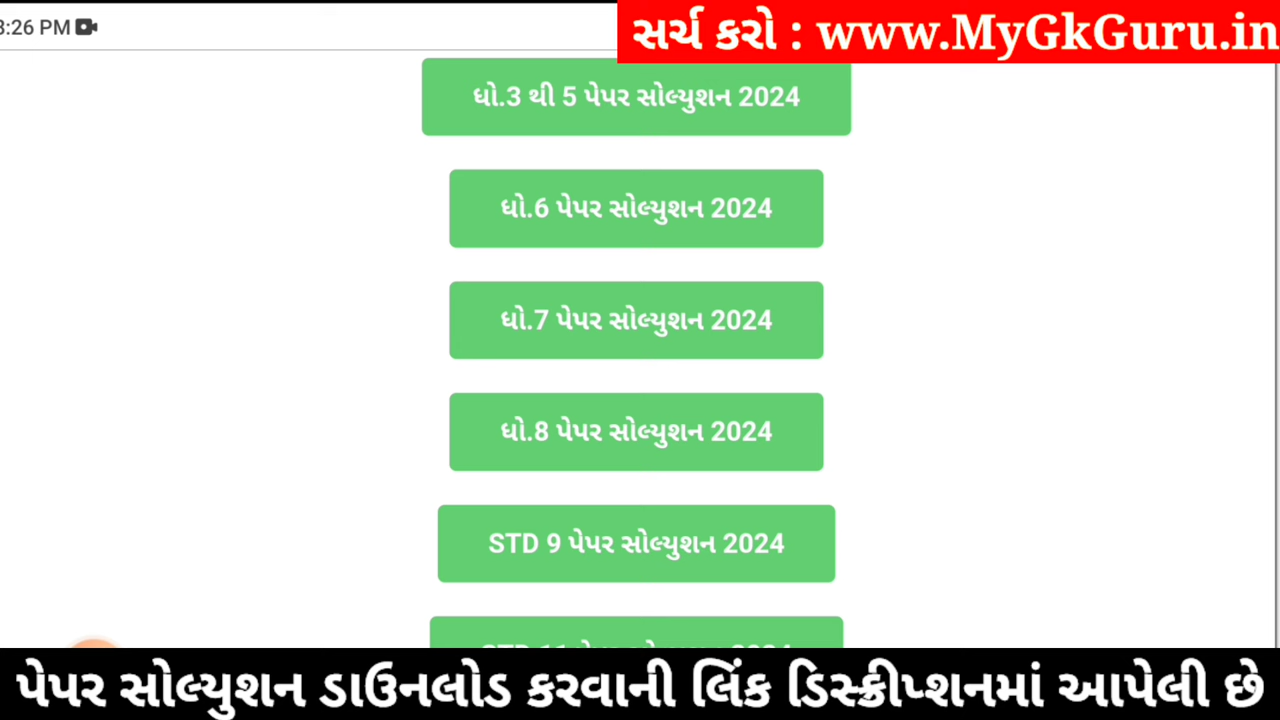 3:26 PM
સર્ચ કરો : www.MyGkGuru.in
ધો.3 થી 5 પેપર સોલ્યુશન 2024
ધો.6 પેપર સોલ્યુશન 2024
ધો.7 પેપર સોલ્યુશન 2024
ધો.8 પેપર સોલ્યુશન 2024
STD 9 પેપર સોલ્યુશન 2024
પેપર સોલ્યુશન ડાઉનલોડ કરવાની લિંક ડિસ્ક્રીપ્શનમાં આપેલી છે